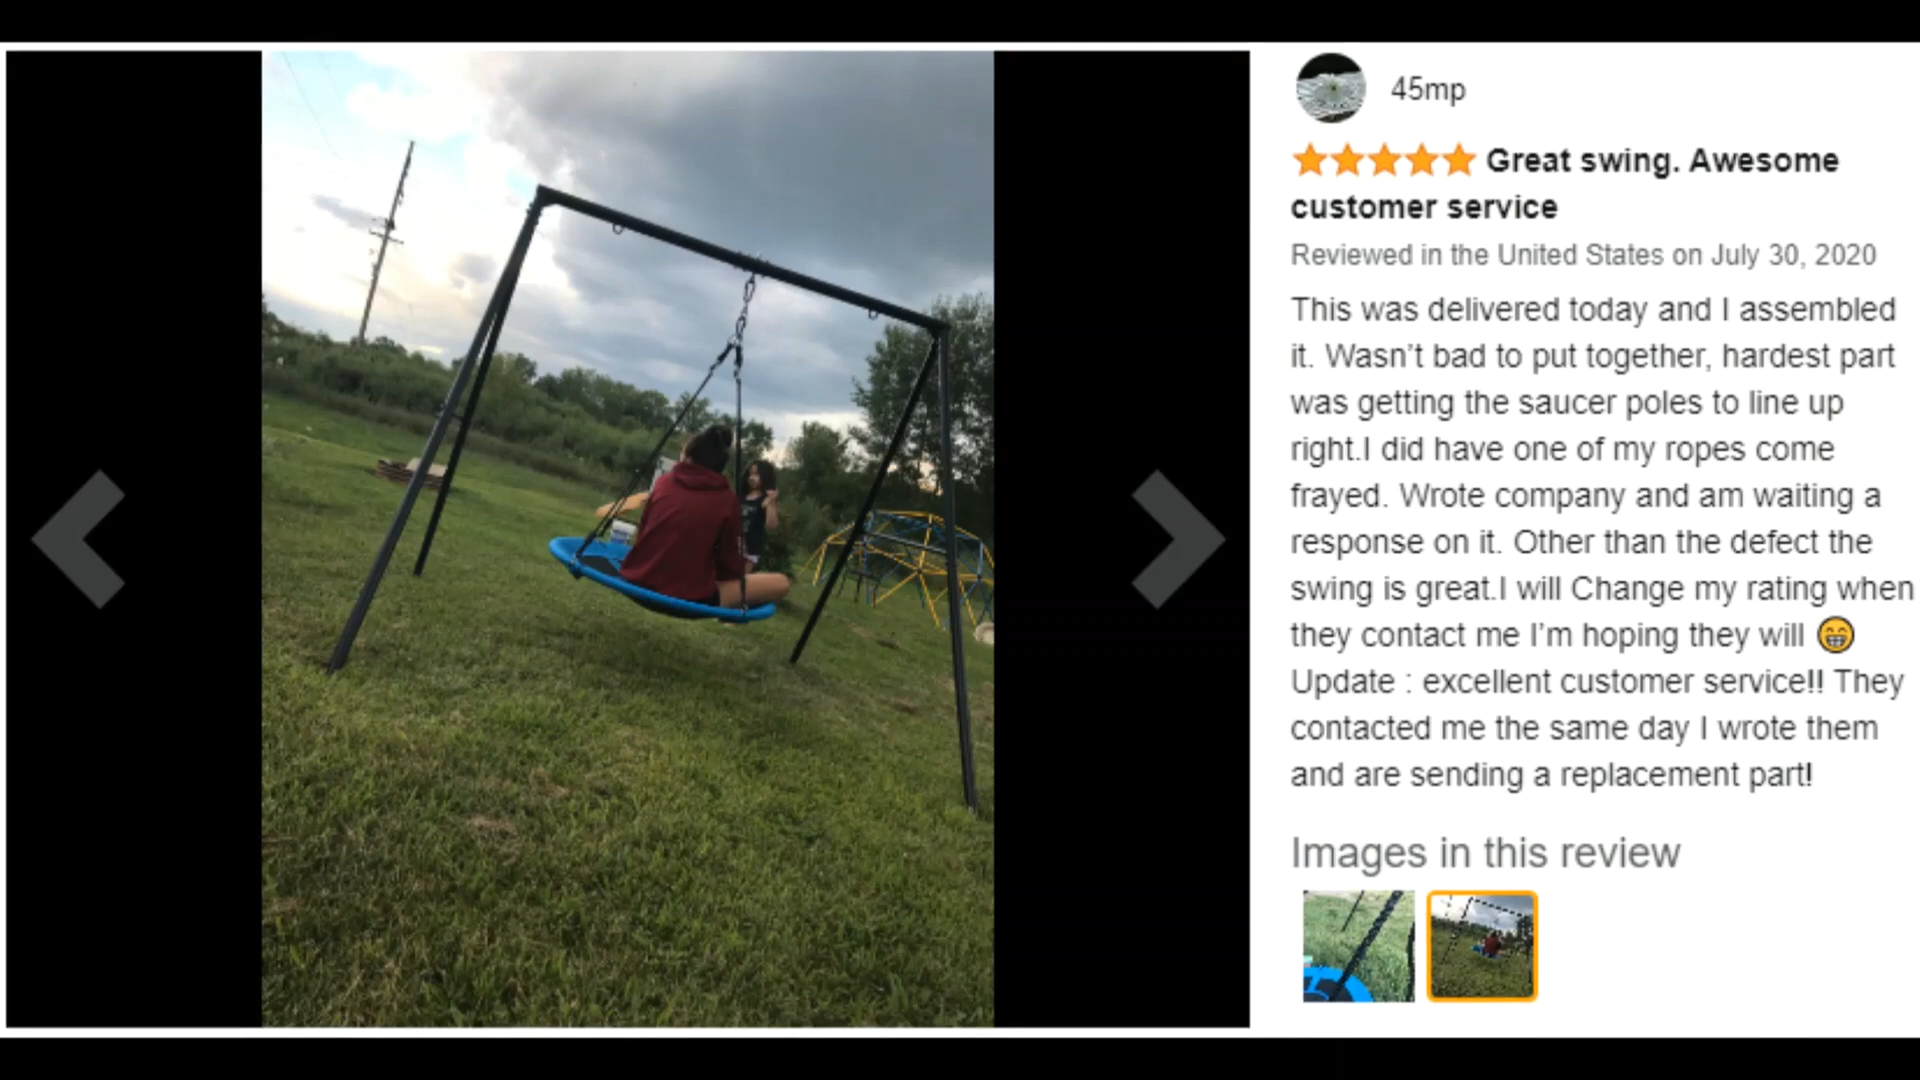 45mp
Great swing. Awesome
customer service
Reviewed in the United States on July 30, 2020
This was delivered today and I assembled
it. Wasn’t bad to put together, hardest part
was getting the saucer poles to line up
right.I did have one of my ropes come
frayed. Wrote company and am waiting a
response on it. Other than the defect the
swing is great.I will Change my rating when
they contact me I’m hoping they will 😁
Update : excellent customer service!! They
contacted me the same day I wrote them
and are sending a replacement part!
Images in this review